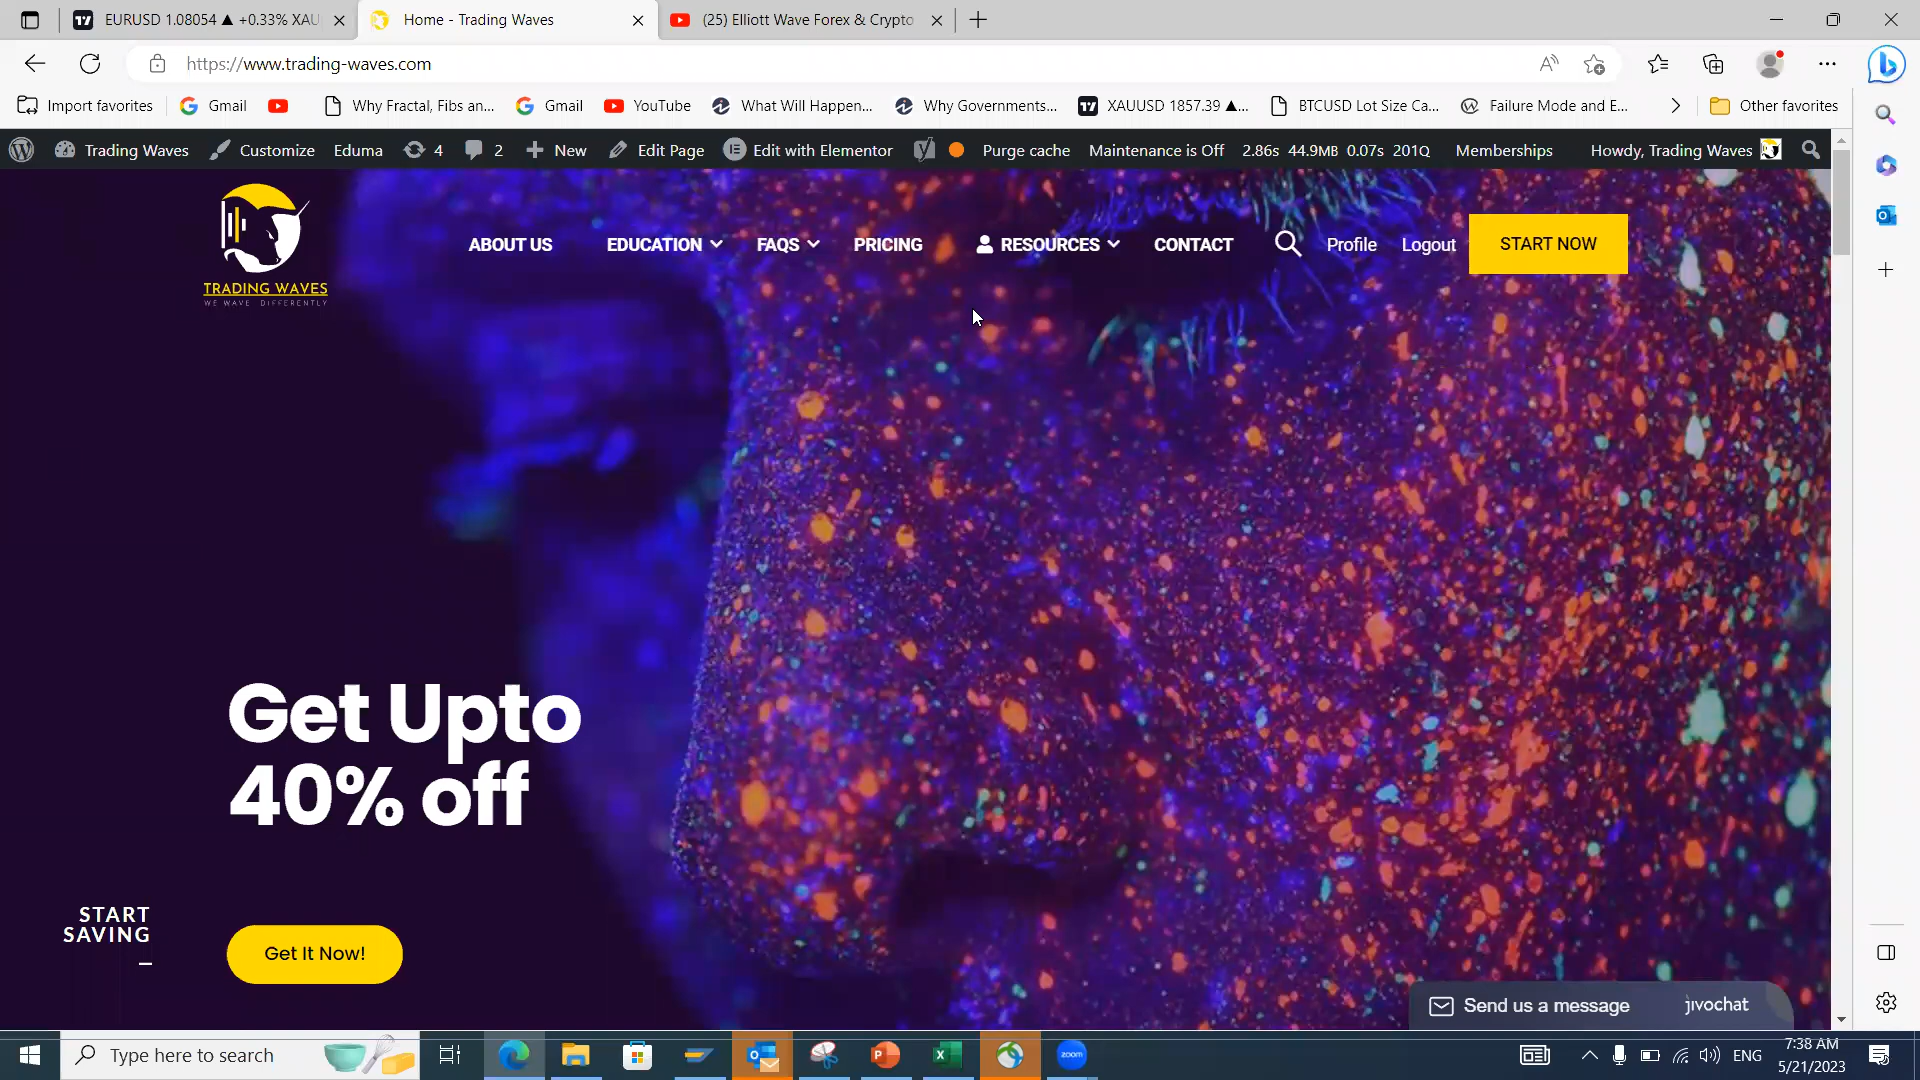 EURUSD 1.08054 ▲ +0.33% XAU
Home - Trading Waves
(25) Elliott Wave Forex & Crypto
https://www.trading-waves.com
Import favorites
Gmail
Why Fractal, Fibs an...
Gmail
YouTube
What Will Happen...
Why Governments...
XAUUSD 1857.39 ▲...
BTCUSD Lot Size Ca...
Failure Mode and E...
Other favorites
Trading Waves
Customize
Eduma
4
2
New
Edit Page
Edit with Elementor
Purge cache
Maintenance is Off
2.86s 44.9MB 0.07s 201Q
Memberships
Howdy, Trading Waves
TRADING WAVES
WE WAVE DIFFERENTLY
ABOUT US
EDUCATION
FAQS
PRICING
RESOURCES
CONTACT
Profile
Logout
START NOW
Get Upto
40% off
START
SAVING
Get It Now!
Send us a message
jivochat
Type here to search
zoom
ENG
7:38 AM
5/21/2023